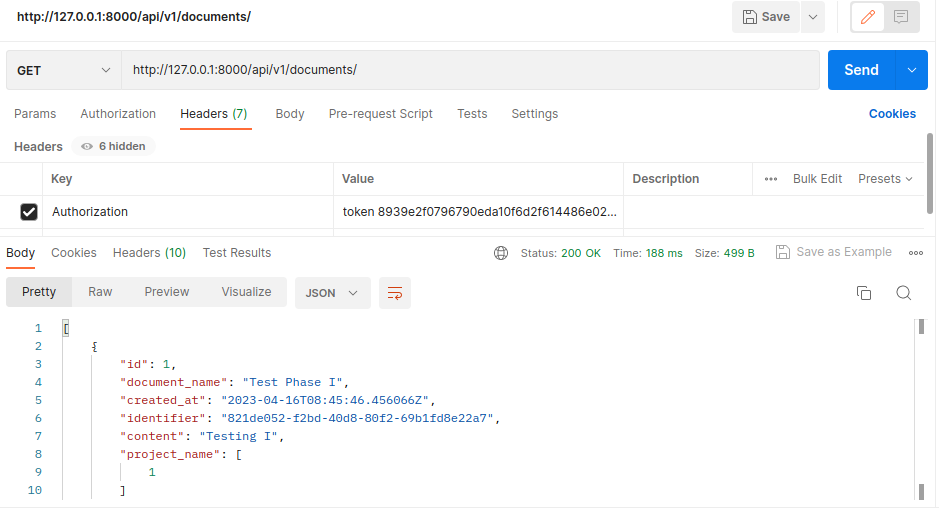 http://127.0.0.1:8000/api/v1/documents/
Save
GET http://127.0.0.1:8000/api/v1/documents/ Send
Params Authorization Headers (7) Body Pre-request Script Tests Settings Cookies
Headers 6 hidden
Key Value Description Bulk Edit Presets
Authorization token 8939e2f0796790eda10f6d2f614486e02...
Body Cookies Headers (10) Test Results Status: 200 OK Time: 188 ms Size: 499 B Save as Example
Pretty Raw Preview Visualize JSON
1 [
2 {
3 "id": 1,
4 "document_name": "Test Phase I",
5 "created_at": "2023-04-16T08:45:46.456066Z",
6 "identifier": "821de052-f2bd-40d8-80f2-69b1fd8e22a7",
7 "content": "Testing I",
8 "project_name": [
9 1
10 ]